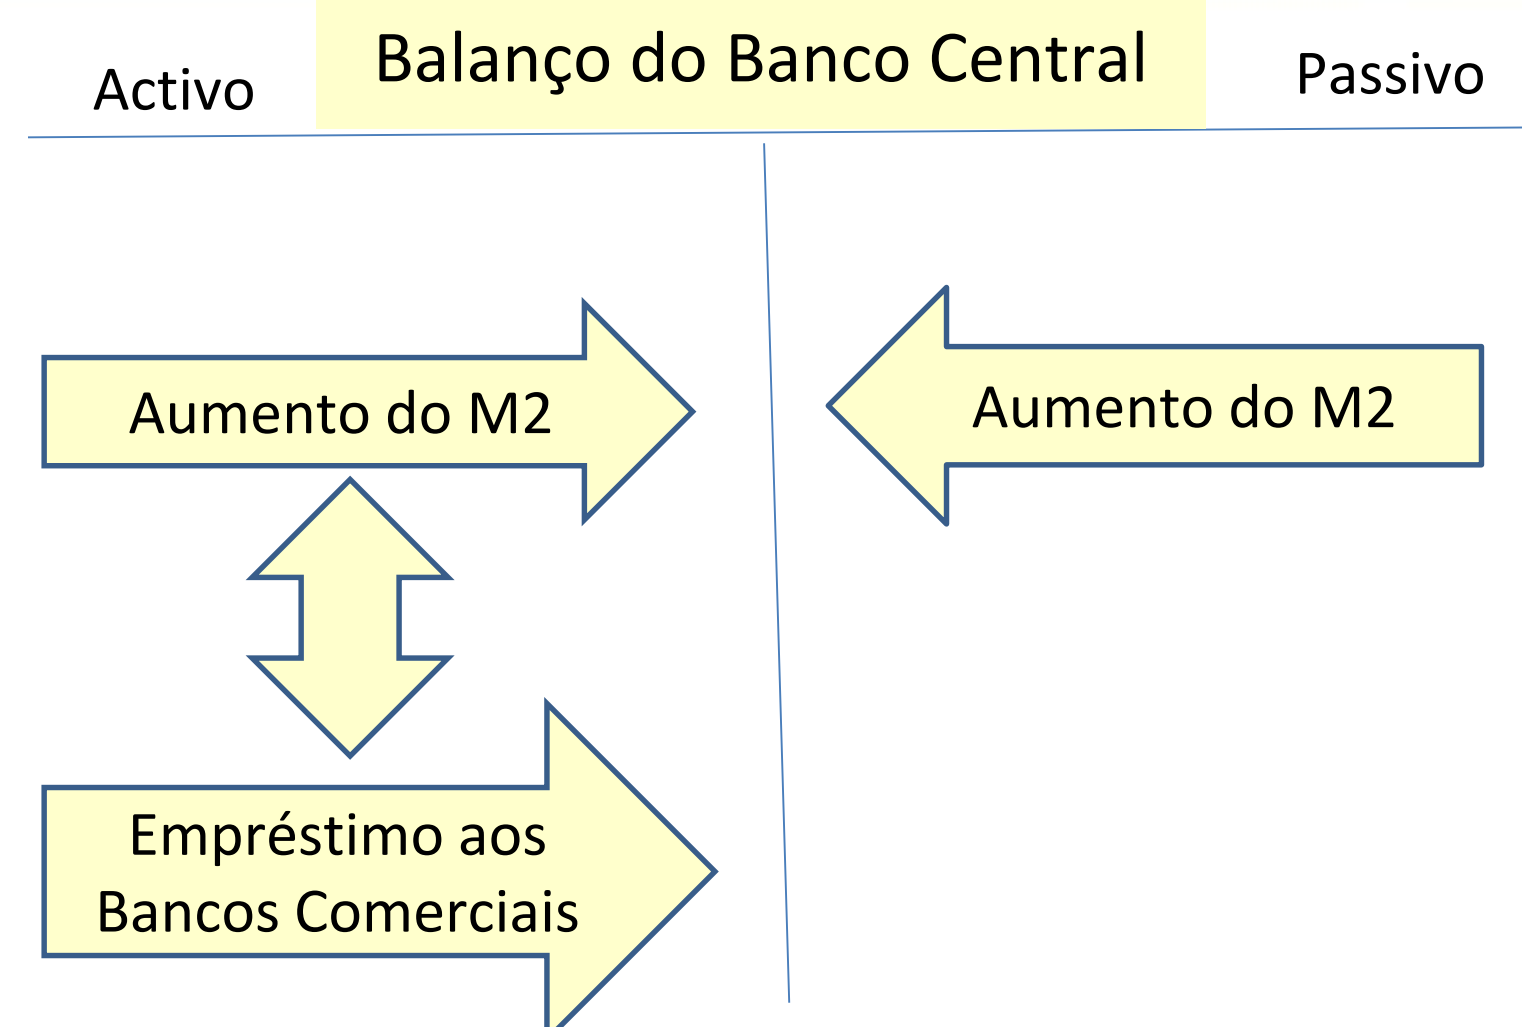 Activo
Balanço do Banco Central
Passivo
Aumento do M2
Aumento do M2
Empréstimo aos
Bancos Comerciais